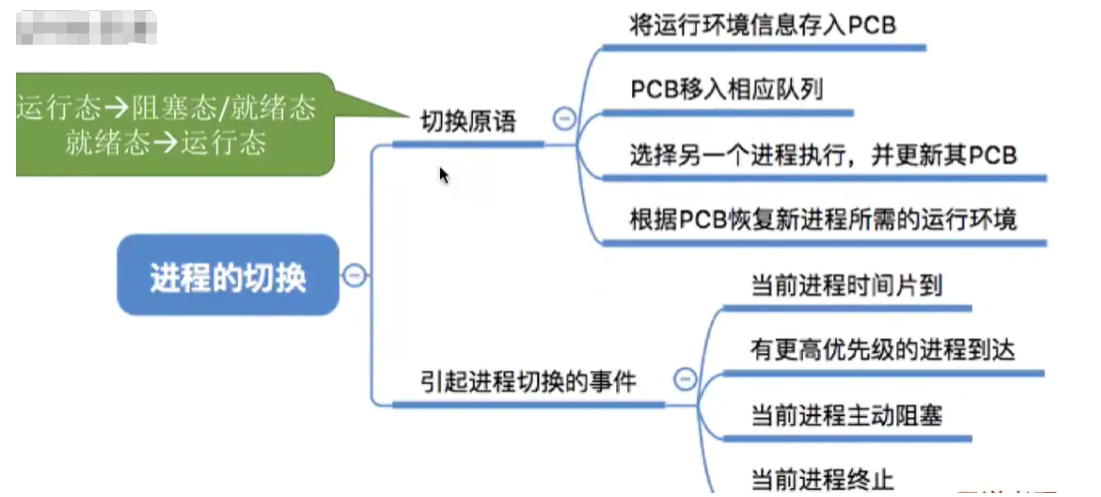 将运行环境信息存入PCB
运行态→阻塞态/就绪态
就绪态→运行态
切换原语
PCB移入相应队列
选择另一个进程执行，并更新其PCB
根据PCB恢复新进程所需的运行环境
进程的切换
当前进程时间片到
有更高优先级的进程到达
引起进程切换的事件
当前进程主动阻塞
当前进程终止